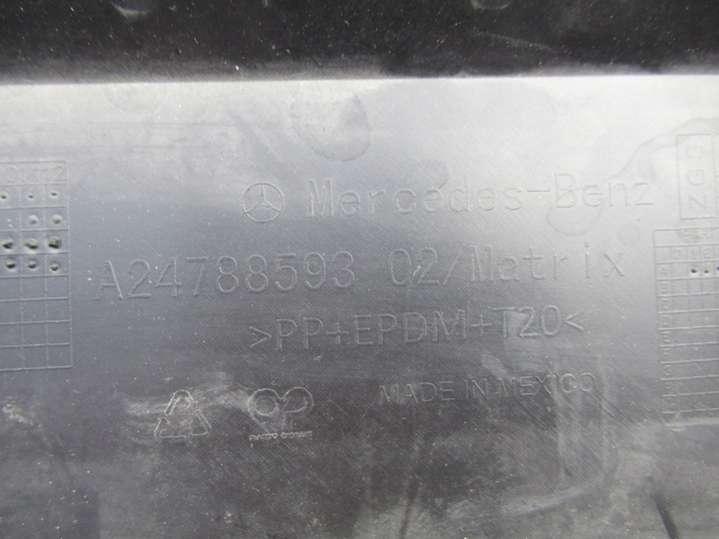 Mercedes-Benz
A24788593 02/Matrix
>PP+EPDM+T20<
MADE IN MEXICO